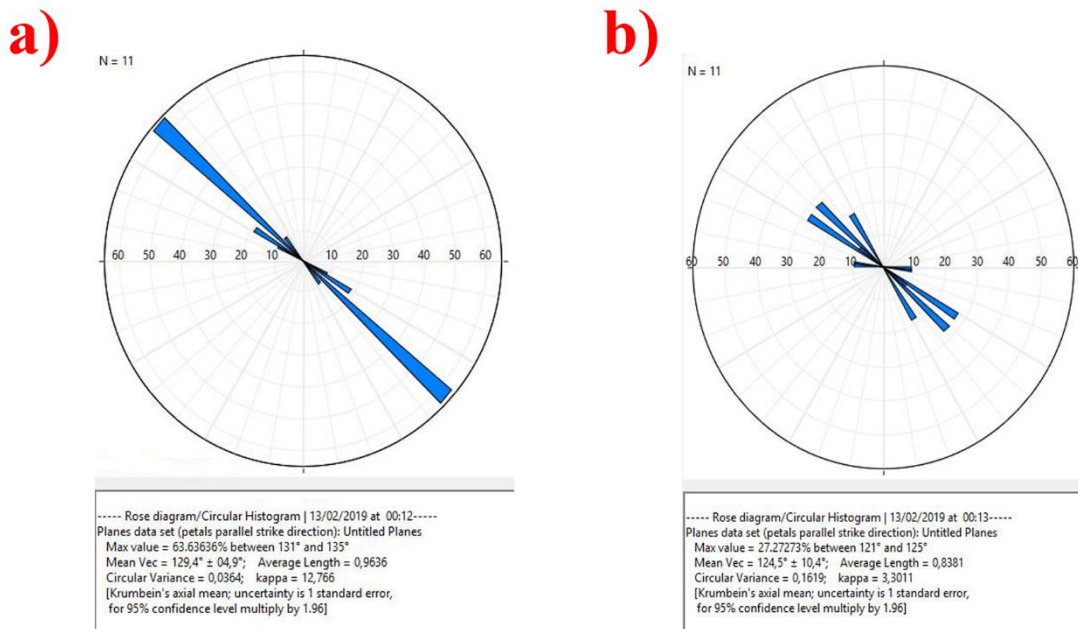 a)
N = 11
60 50 40 30 20 10 10 20 30 40 50 60
----- Rose diagram/Circular Histogram | 13/02/2019 at 00:12-----
Planes data set (petals parallel strike direction): Untitled Planes
Max value = 63.63636% between 131° and 135°
Mean Vec = 129,4° ± 04,9°; Average Length = 0,9636
Circular Variance = 0,0364; kappa = 12,766
[Krumbein's axial mean; uncertainty is 1 standard error,
for 95% confidence level multiply by 1.96]
b)
N = 11
60 50 40 30 20 10 10 20 30 40 50 60
----- Rose diagram/Circular Histogram | 13/02/2019 at 00:13-----
Planes data set (petals parallel strike direction): Untitled Planes
Max value = 27.27273% between 121° and 125°
Mean Vec = 124,5° ± 10,4°; Average Length = 0,8381
Circular Variance = 0,1619; kappa = 3,3011
[Krumbein's axial mean; uncertainty is 1 standard error,
for 95% confidence level multiply by 1.96]